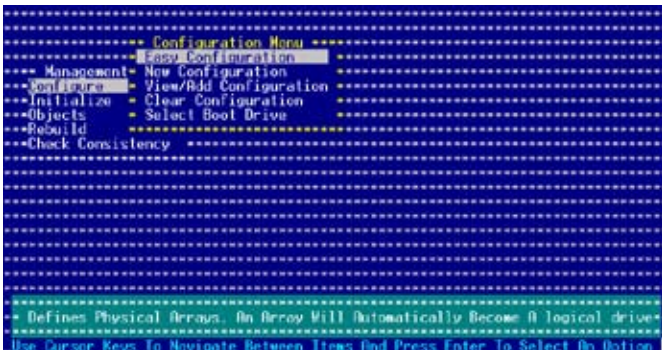 Configuration Menu
Easy Configuration
Management
New Configuration
Configure
View/Add Configuration
Initialize
Clear Configuration
Objects
Select Boot Drive
Rebuild
Check Consistency
Defines Physical Arrays. An Array Will Automatically Become A logical drive
Use Cursor Keys To Navigate Between Items And Press Enter To Select An Option